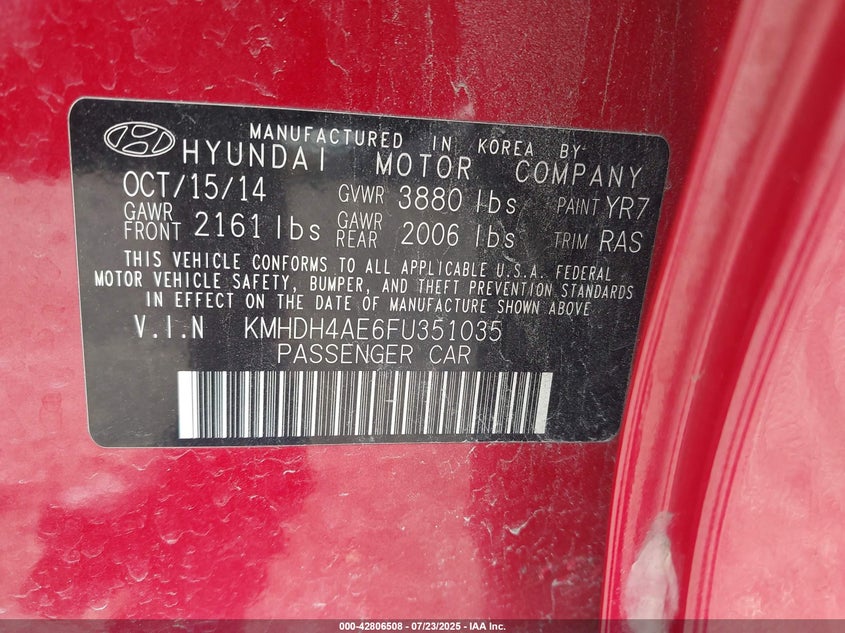 MANUFACTURED IN KOREA BY-
HYUNDAI MOTOR COMPANY
OCT/15/14 GVWR 3880 lbs PAINT YR7
GAWR FRONT 2161 lbs GAWR REAR 2006 lbs TRIM RAS
THIS VEHICLE CONFORMS TO ALL APPLICABLE U.S.A. FEDERAL
MOTOR VEHICLE SAFETY, BUMPER, AND THEFT PREVENTION STANDARDS
IN EFFECT ON THE DATE OF MANUFACTURE SHOWN ABOVE
V.I.N KMHDH4AE6FU351035
PASSENGER CAR
000-42806508 - 07/23/2025 - IAA Inc.